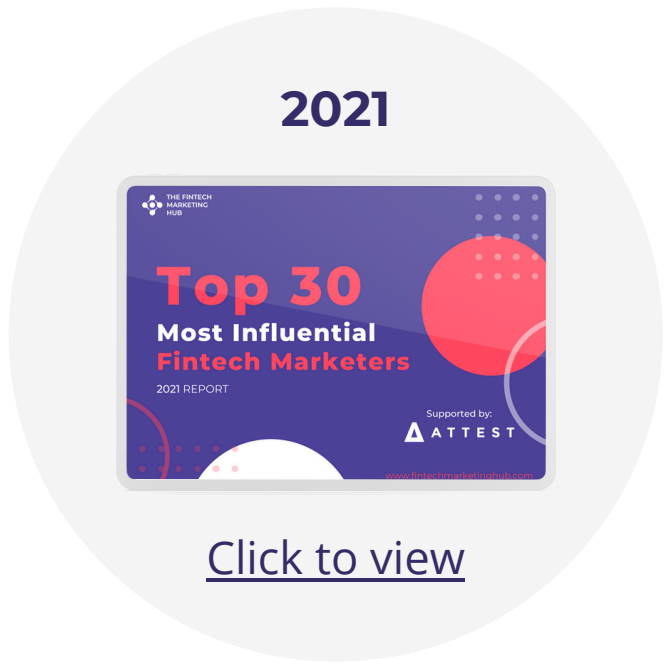 2021
THE FINTECH
MARKETING
HUB
Top 30
Most Influential
Fintech Marketers
2021 REPORT
Supported by:
ATTEST
www.fintechmarketinghub.com
Click to view